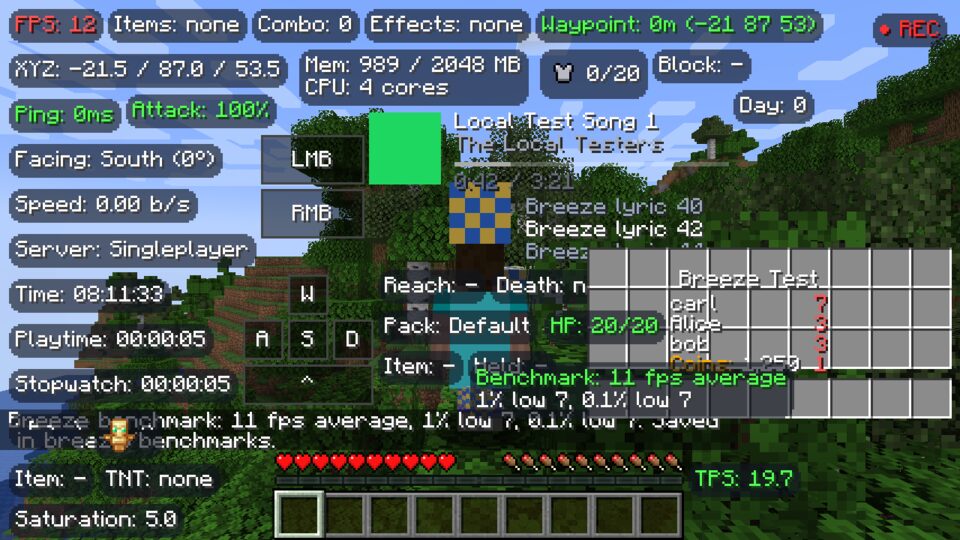 FPS: 12 Items: none Combo: 0 Effects: none Waypoint: 0m (-21 87 53) • REC
XYZ: -21.5 / 87.0 / 53.5
Mem: 989 / 2048 MB
CPU: 4 cores
0/20
Block: -
Day: 0
Ping: 0ms
Attack: 100%
Local Test Song 1
The Local Testers
0:42 / 3:21
Facing: South (0°)
LMB
Speed: 0.00 b/s
RMB
Breeze lyric 40
Breeze lyric 42
Breeze lyric
Server: Singleplayer
Time: 08:11:33
W
Reach: - Death: n
Breeze Test
carl 7
Alice 3
bob 3
Coins: 1,250 1
Playtime: 00:00:05
A S D
Pack: Default HP: 20/20
Item: - Held: -
Stopwatch: 00:00:05
^
Benchmark: 11 fps average
1% low 7, 0.1% low 7
Breeze benchmark: 11 fps average, 1% low 7, 0.1% low 7. Saved
in breeze benchmarks.
Item: - TNT: none
TPS: 19.7
Saturation: 5.0